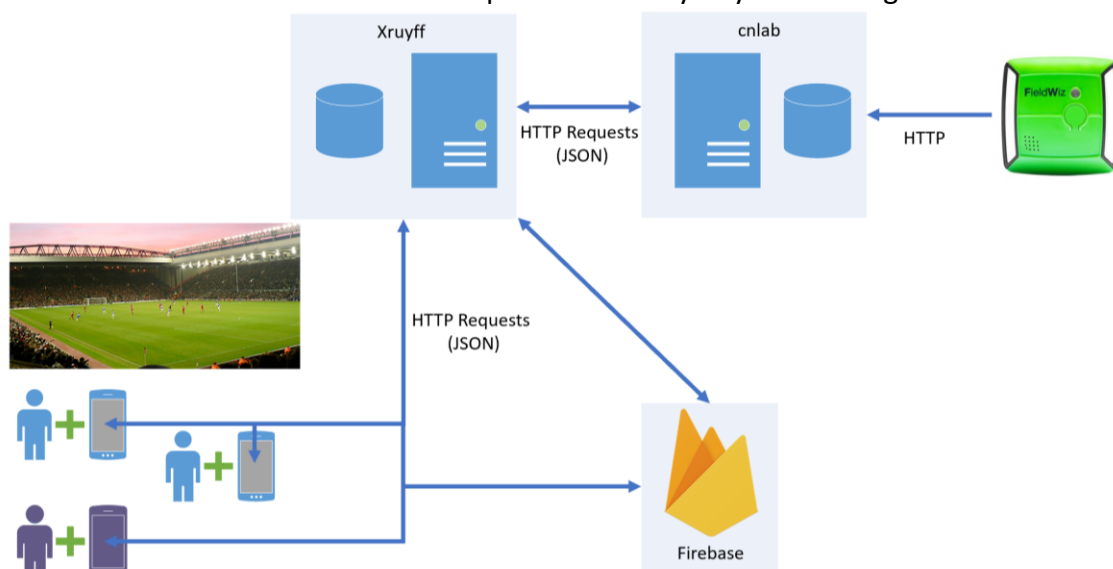 Xruyff
cnlab
FieldWiz
HTTP Requests
(JSON)
HTTP
HTTP Requests
(JSON)
Firebase